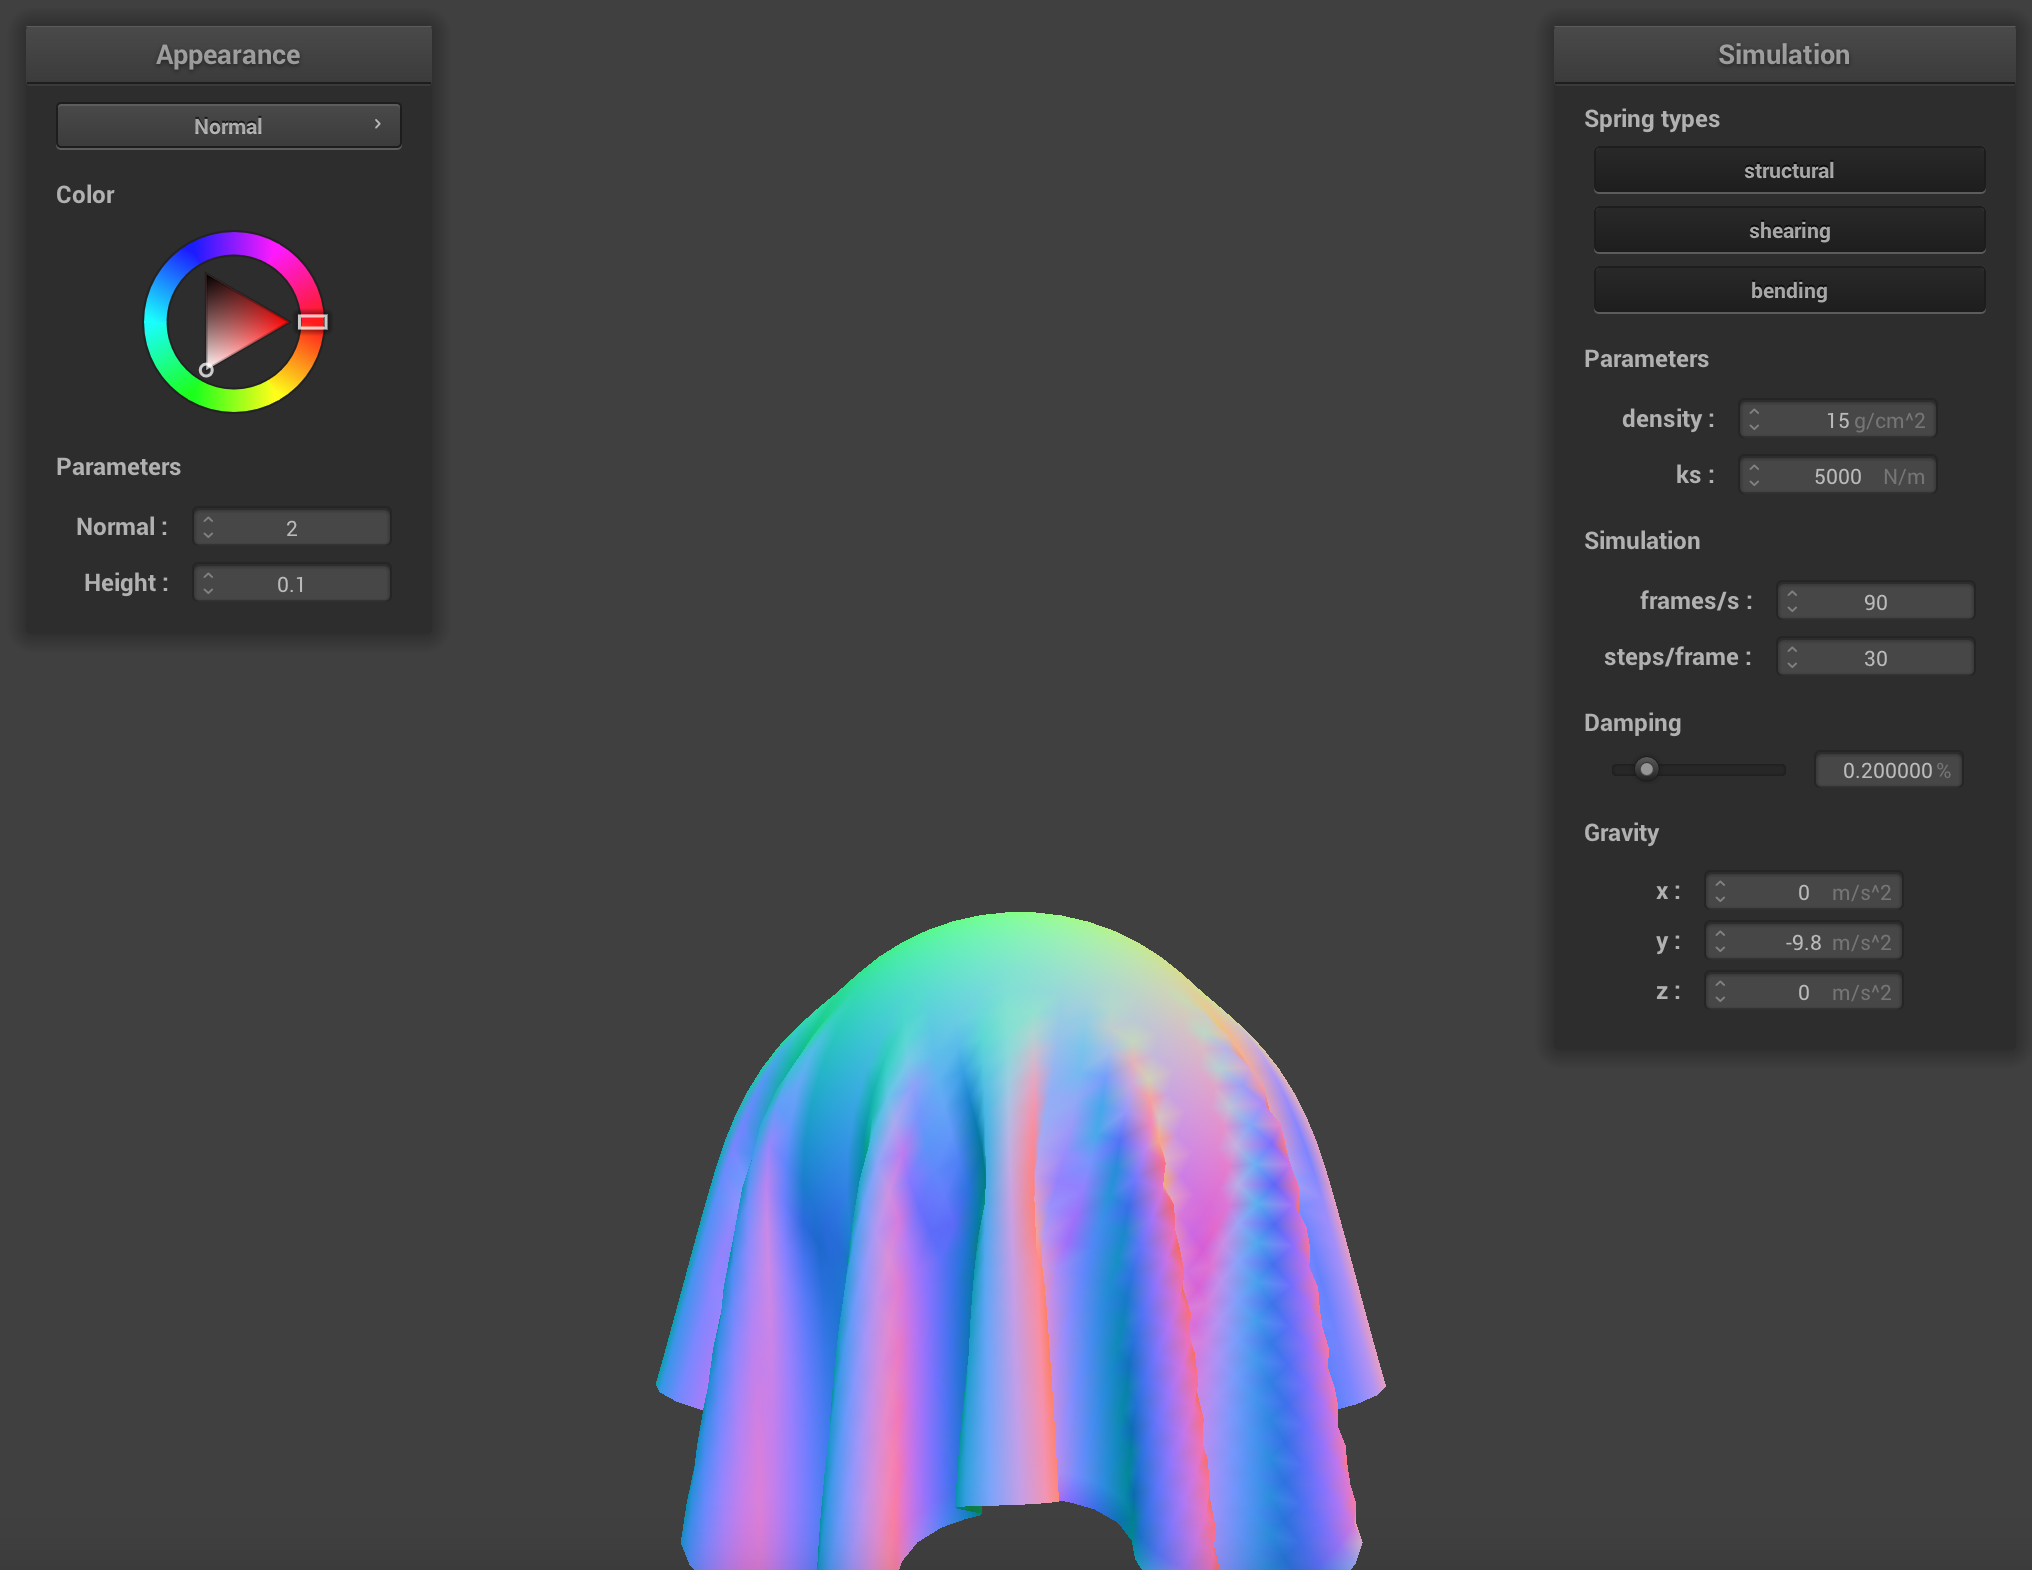 Appearance
Normal
Color
Parameters
Normal : 2
Height : 0.1
Simulation
Spring types
structural
shearing
bending
Parameters
density : 15 g/cm^2
ks : 5000 N/m
Simulation
frames/s : 90
steps/frame : 30
Damping
0.200000 %
Gravity
x : 0 m/s^2
y : -9.8 m/s^2
z : 0 m/s^2